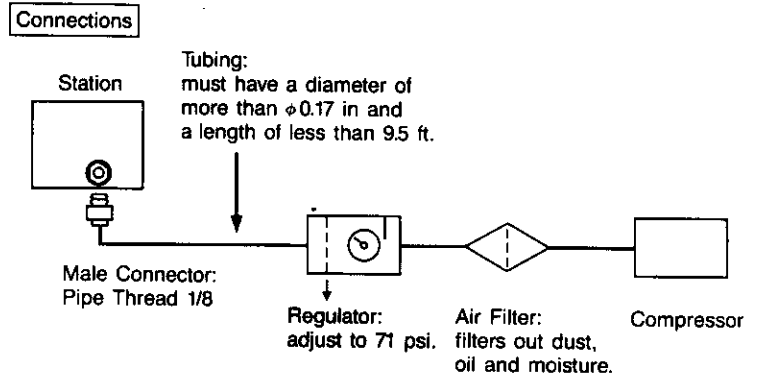 Connections
Tubing:
must have a diameter of
more than φ0.17 in and
a length of less than 9.5 ft.
Station
Male Connector:
Pipe Thread 1/8
Regulator:
adjust to 71 psi.
Air Filter:
filters out dust,
oil and moisture.
Compressor